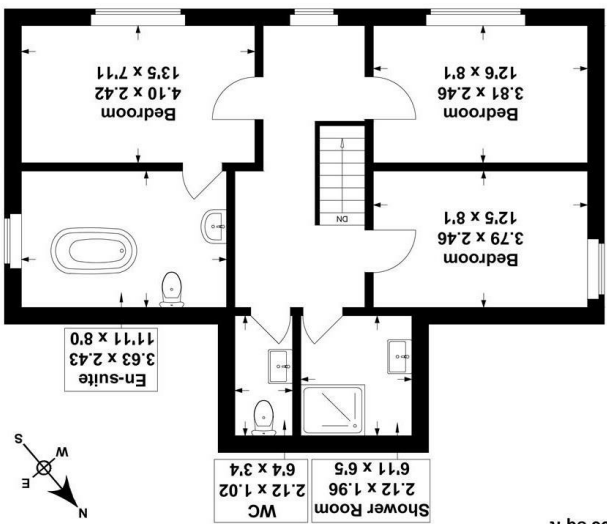 sq ft
Shower Room
2.12 x 1.96
6'11 x 6'5
WC
2.12 x 1.02
6'4 x 3'4
N
E
W
S
En-suite
3.63 x 2.43
11'11 x 8'0
Bedroom
3.79 x 2.46
12'5 x 8'1
DN
Bedroom
3.81 x 2.46
12'6 x 8'1
Bedroom
4.10 x 2.42
13'5 x 7'11